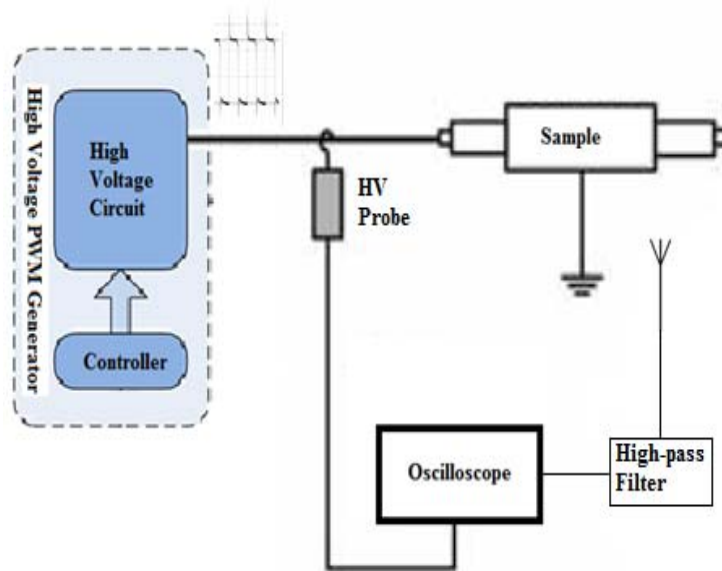 High Voltage PWM Generator
High
Voltage
Circuit
Controller
HV
Probe
Sample
Oscilloscope
High-pass
Filter